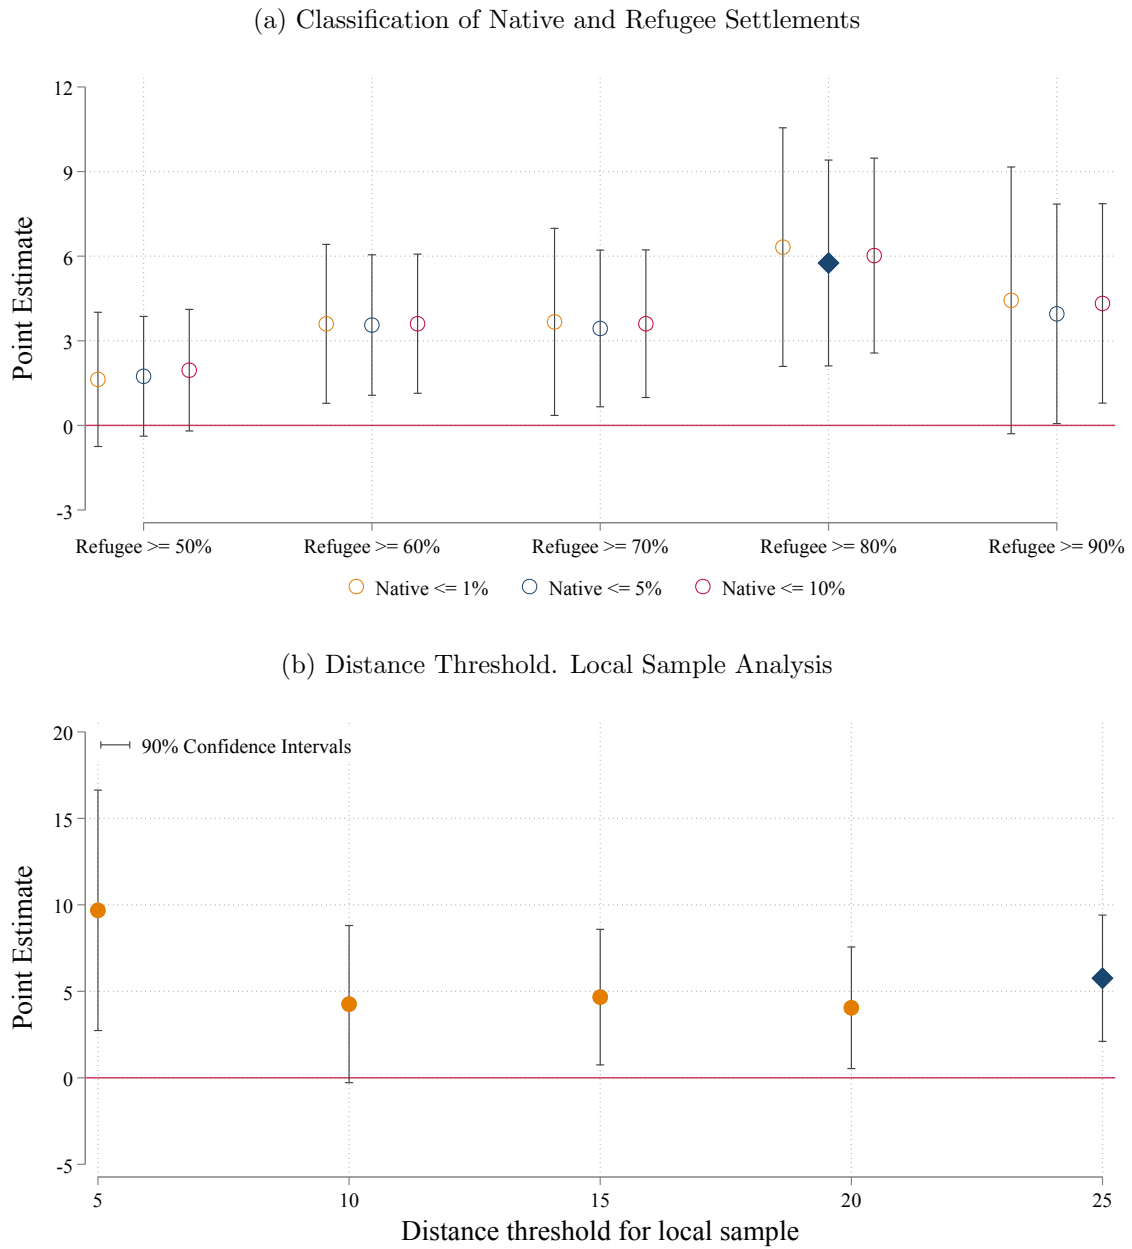 (a) Classification of Native and Refugee Settlements
12
9
6
3
0
-3
Point Estimate
Refugee >= 50% Refugee >= 60% Refugee >= 70% Refugee >= 80% Refugee >= 90%
Native <= 1% Native <= 5% Native <= 10%
(b) Distance Threshold. Local Sample Analysis
20
15
10
5
0
-5
Point Estimate
90% Confidence Intervals
5 10 15 20 25
Distance threshold for local sample